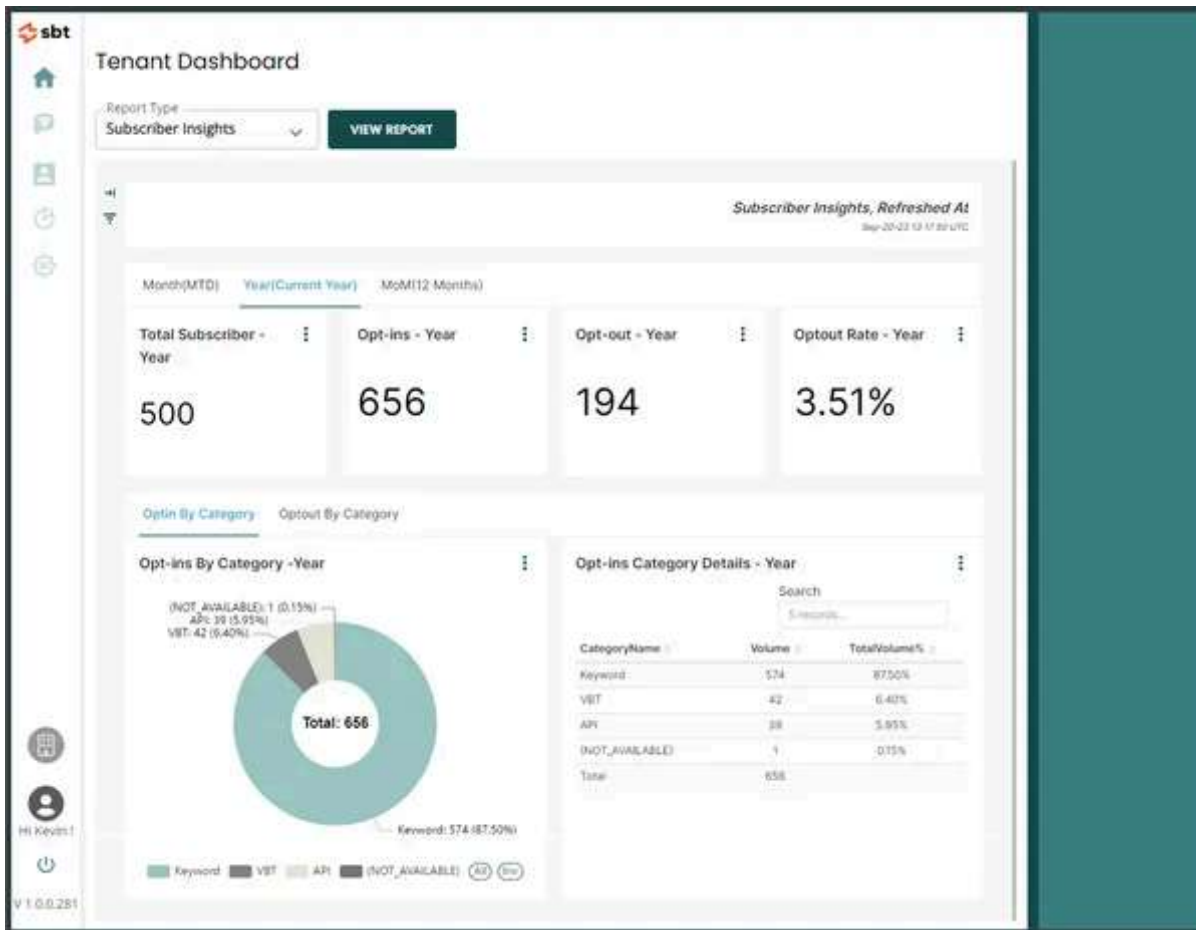 sbt
Tenant Dashboard
Report Type
Subscriber Insights
VIEW REPORT
Subscriber Insights, Refreshed At
Month(MTD) Year(Current Year) MoM(12 Months)
Total Subscriber - Year
500
Opt-ins - Year
656
Opt-out - Year
194
Optout Rate - Year
3.51%
Optin By Category Optout By Category
Opt-ins By Category -Year
(NOT_AVAILABLE): 1 (0.15%)
API: 39 (5.95%)
VBT: 42 (6.40%)
Total: 656
Keyword: 574 (87.50%)
Keyword VBT API (NOT_AVAILABLE) All Inv
Opt-ins Category Details - Year
Search
5 records...
CategoryName Volume TotalVolume%
Keyword 574 87.50%
VBT 42 6.40%
API 39 5.95%
(NOT_AVAILABLE) 1 0.15%
Total 656
Hi Kevin !
V 1.0.0.281